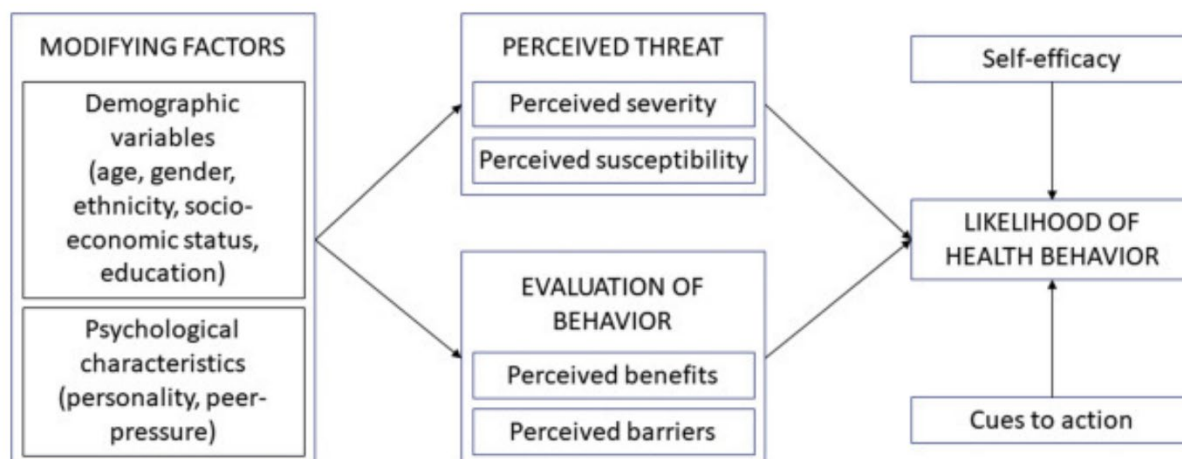 MODIFYING FACTORS
Demographic
variables
(age, gender,
ethnicity, socio-
economic status,
education)
Psychological
characteristics
(personality, peer-
pressure)
PERCEIVED THREAT
Perceived severity
Perceived susceptibility
EVALUATION OF
BEHAVIOR
Perceived benefits
Perceived barriers
Self-efficacy
LIKELIHOOD OF
HEALTH BEHAVIOR
Cues to action